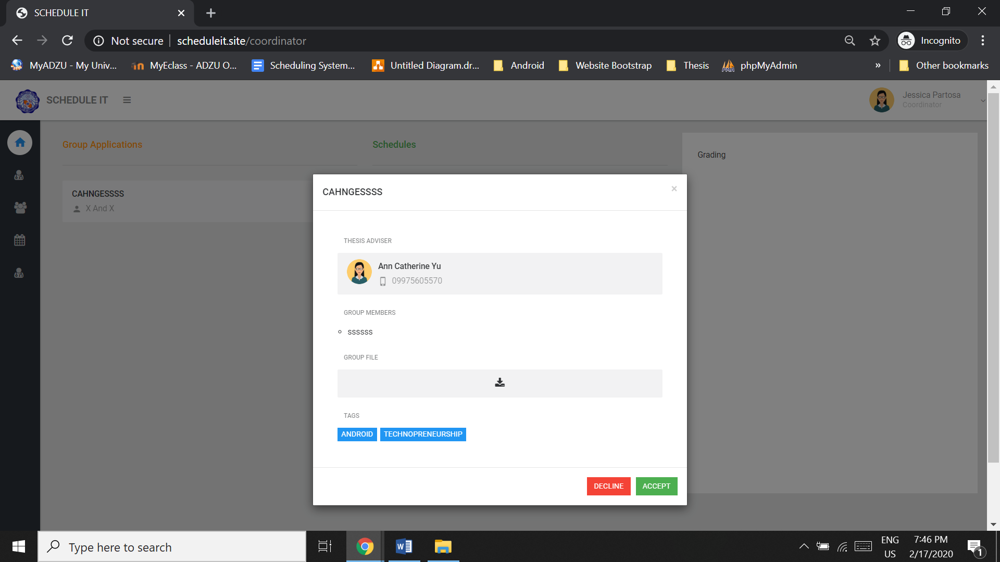 SCHEDULE IT
Not secure
scheduleit.site/coordinator
Incognito
MyADZU - My Univ...
MyEclass - ADZU O...
Scheduling System...
Untitled Diagram.dr...
Android
Website Bootstrap
Thesis
phpMyAdmin
»
Other bookmarks
SCHEDULE IT
Jessica Partosa
Coordinator
Group Applications
Schedules
Grading
CAHNGESSSS
X And X
CAHNGESSSS
×
THESIS ADVISER
Ann Catherine Yu
09975605570
GROUP MEMBERS
ssssss
GROUP FILE
TAGS
ANDROID TECHNOPRENEURSHIP
DECLINE ACCEPT
Type here to search
ENG
US
7:46 PM
2/17/2020
1